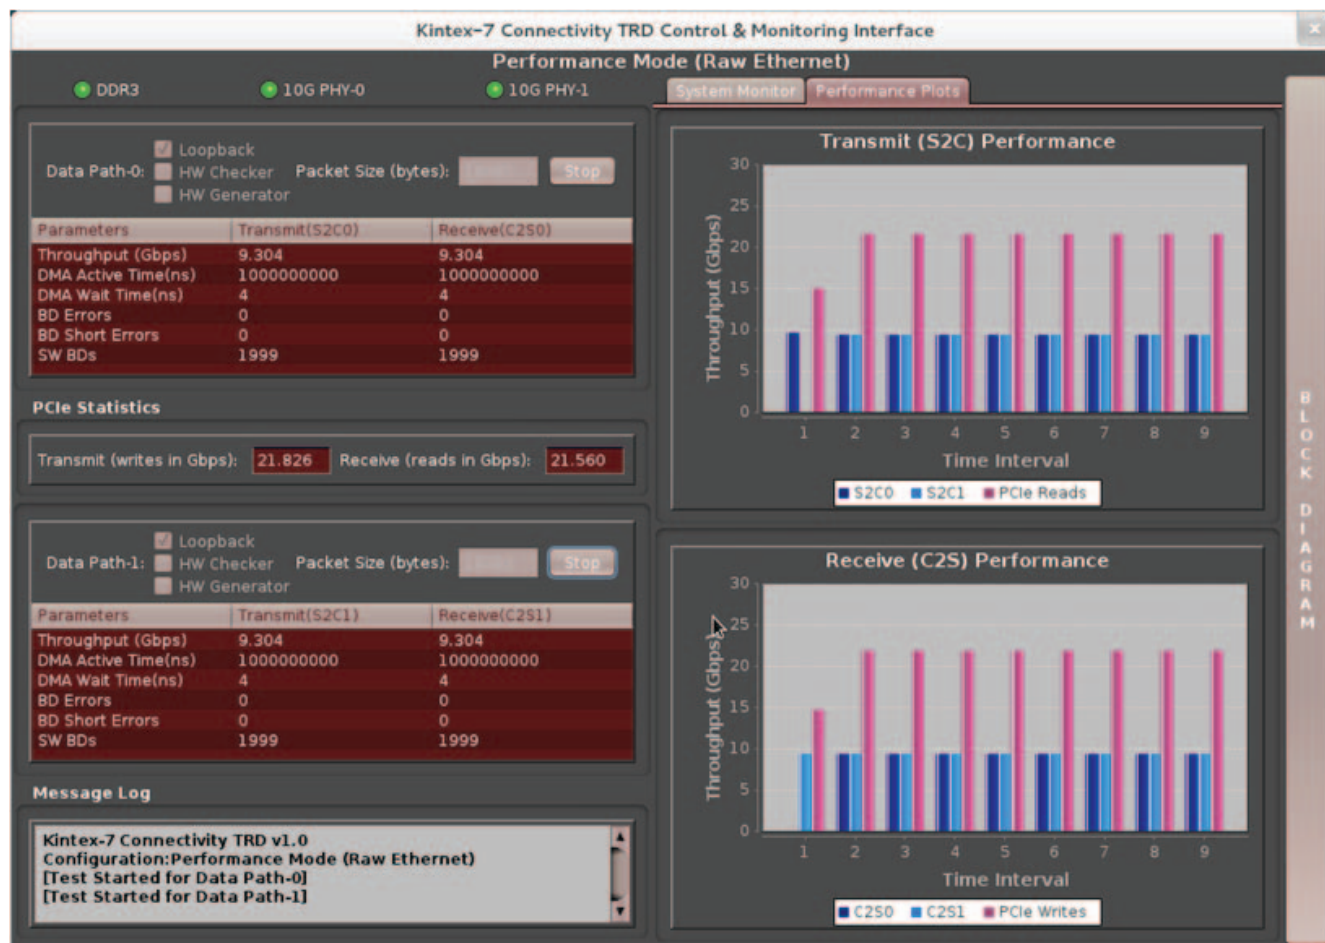 Kintex-7 Connectivity TRD Control & Monitoring Interface
Performance Mode (Raw Ethernet)
DDR3 10G PHY-0 10G PHY-1
System Monitor Performance Plots
Loopback
Data Path-0: HW Checker Packet Size (bytes): Stop
HW Generator
Parameters Transmit(S2C0) Receive(C2S0)
Throughput (Gbps) 9.304 9.304
DMA Active Time(ns) 1000000000 1000000000
DMA Wait Time(ns) 4 4
BD Errors 0 0
BD Short Errors 0 0
SW BDs 1999 1999
PCIe Statistics
Transmit (writes in Gbps): 21.826 Receive (reads in Gbps): 21.560
Loopback
Data Path-1: HW Checker Packet Size (bytes): Stop
HW Generator
Parameters Transmit(S2C1) Receive(C2S1)
Throughput (Gbps) 9.304 9.304
DMA Active Time(ns) 1000000000 1000000000
DMA Wait Time(ns) 4 4
BD Errors 0 0
BD Short Errors 0 0
SW BDs 1999 1999
Message Log
Kintex-7 Connectivity TRD v1.0
Configuration:Performance Mode (Raw Ethernet)
[Test Started for Data Path-0]
[Test Started for Data Path-1]
Transmit (S2C) Performance
Throughput (Gbps)
30
25
20
15
10
5
0
1 2 3 4 5 6 7 8 9
Time Interval
S2C0 S2C1 PCIe Reads
Receive (C2S) Performance
Throughput (Gbps)
30
25
20
15
10
5
0
1 2 3 4 5 6 7 8 9
Time Interval
C2S0 C2S1 PCIe Writes
BLOCK DIAGRAM